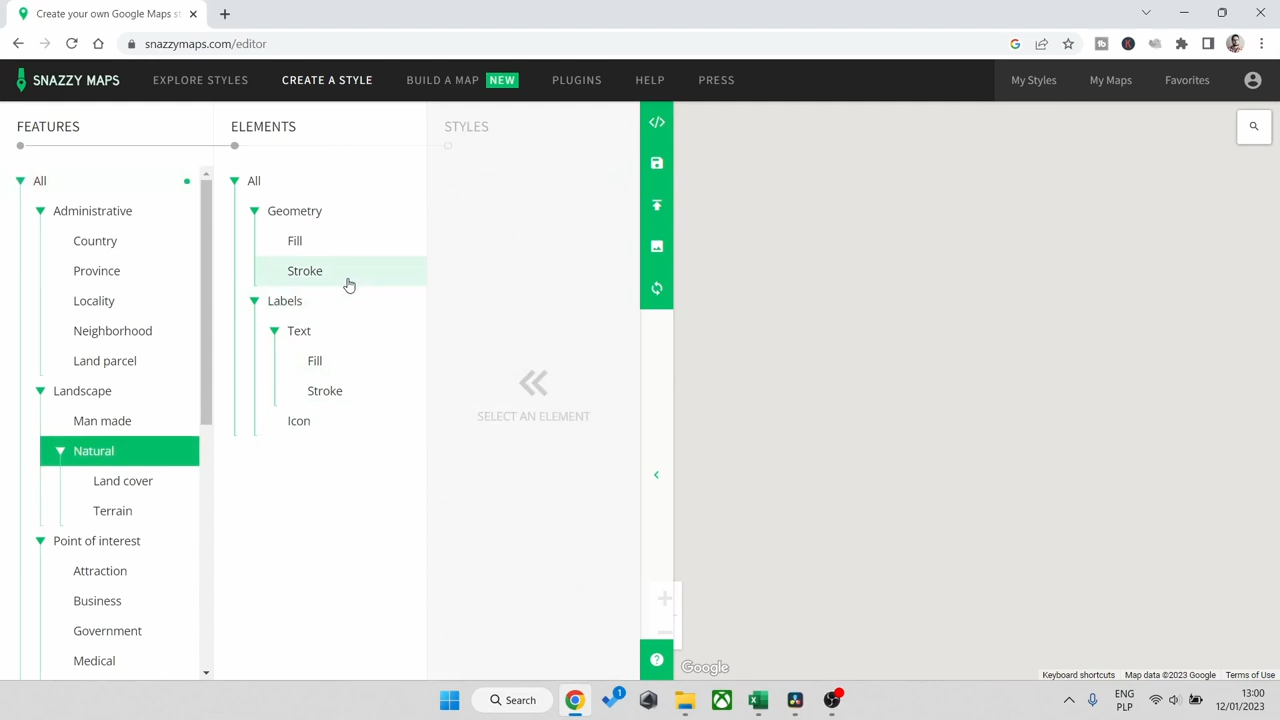 Create your own Google Maps st
snazzymaps.com/editor
SNAZZY MAPS
EXPLORE STYLES
CREATE A STYLE
BUILD A MAP NEW
PLUGINS
HELP
PRESS
My Styles
My Maps
Favorites
FEATURES
All
Administrative
Country
Province
Locality
Neighborhood
Land parcel
Landscape
Man made
Natural
Land cover
Terrain
Point of interest
Attraction
Business
Government
Medical
ELEMENTS
All
Geometry
Fill
Stroke
Labels
Text
Fill
Stroke
Icon
STYLES
SELECT AN ELEMENT
Google
Keyboard shortcuts
Map data ©2023 Google
Terms of Use
Search
1
ENG
PLP
13:00
12/01/2023